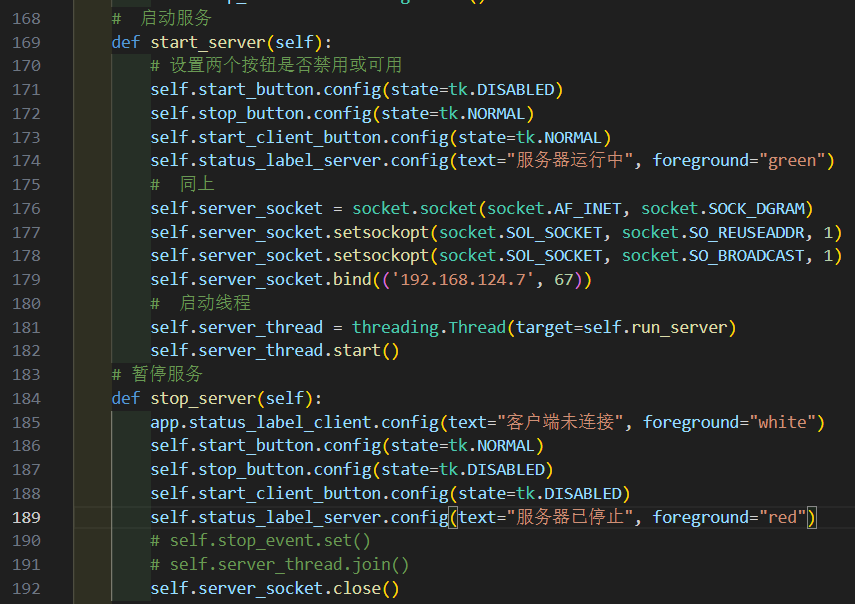 168 #  启动服务
169 def start_server(self):
170 # 设置两个按钮是否禁用或可用
171 self.start_button.config(state=tk.DISABLED)
172 self.stop_button.config(state=tk.NORMAL)
173 self.start_client_button.config(state=tk.NORMAL)
174 self.status_label_server.config(text="服务器运行中", foreground="green")
175 #  同上
176 self.server_socket = socket.socket(socket.AF_INET, socket.SOCK_DGRAM)
177 self.server_socket.setsockopt(socket.SOL_SOCKET, socket.SO_REUSEADDR, 1)
178 self.server_socket.setsockopt(socket.SOL_SOCKET, socket.SO_BROADCAST, 1)
179 self.server_socket.bind(('192.168.124.7', 67))
180 #  启动线程
181 self.server_thread = threading.Thread(target=self.run_server)
182 self.server_thread.start()
183 # 暂停服务
184 def stop_server(self):
185 app.status_label_client.config(text="客户端未连接", foreground="white")
186 self.start_button.config(state=tk.NORMAL)
187 self.stop_button.config(state=tk.DISABLED)
188 self.start_client_button.config(state=tk.DISABLED)
189 self.status_label_server.config(text="服务器已停止", foreground="red")
190 # self.stop_event.set()
191 # self.server_thread.join()
192 self.server_socket.close()